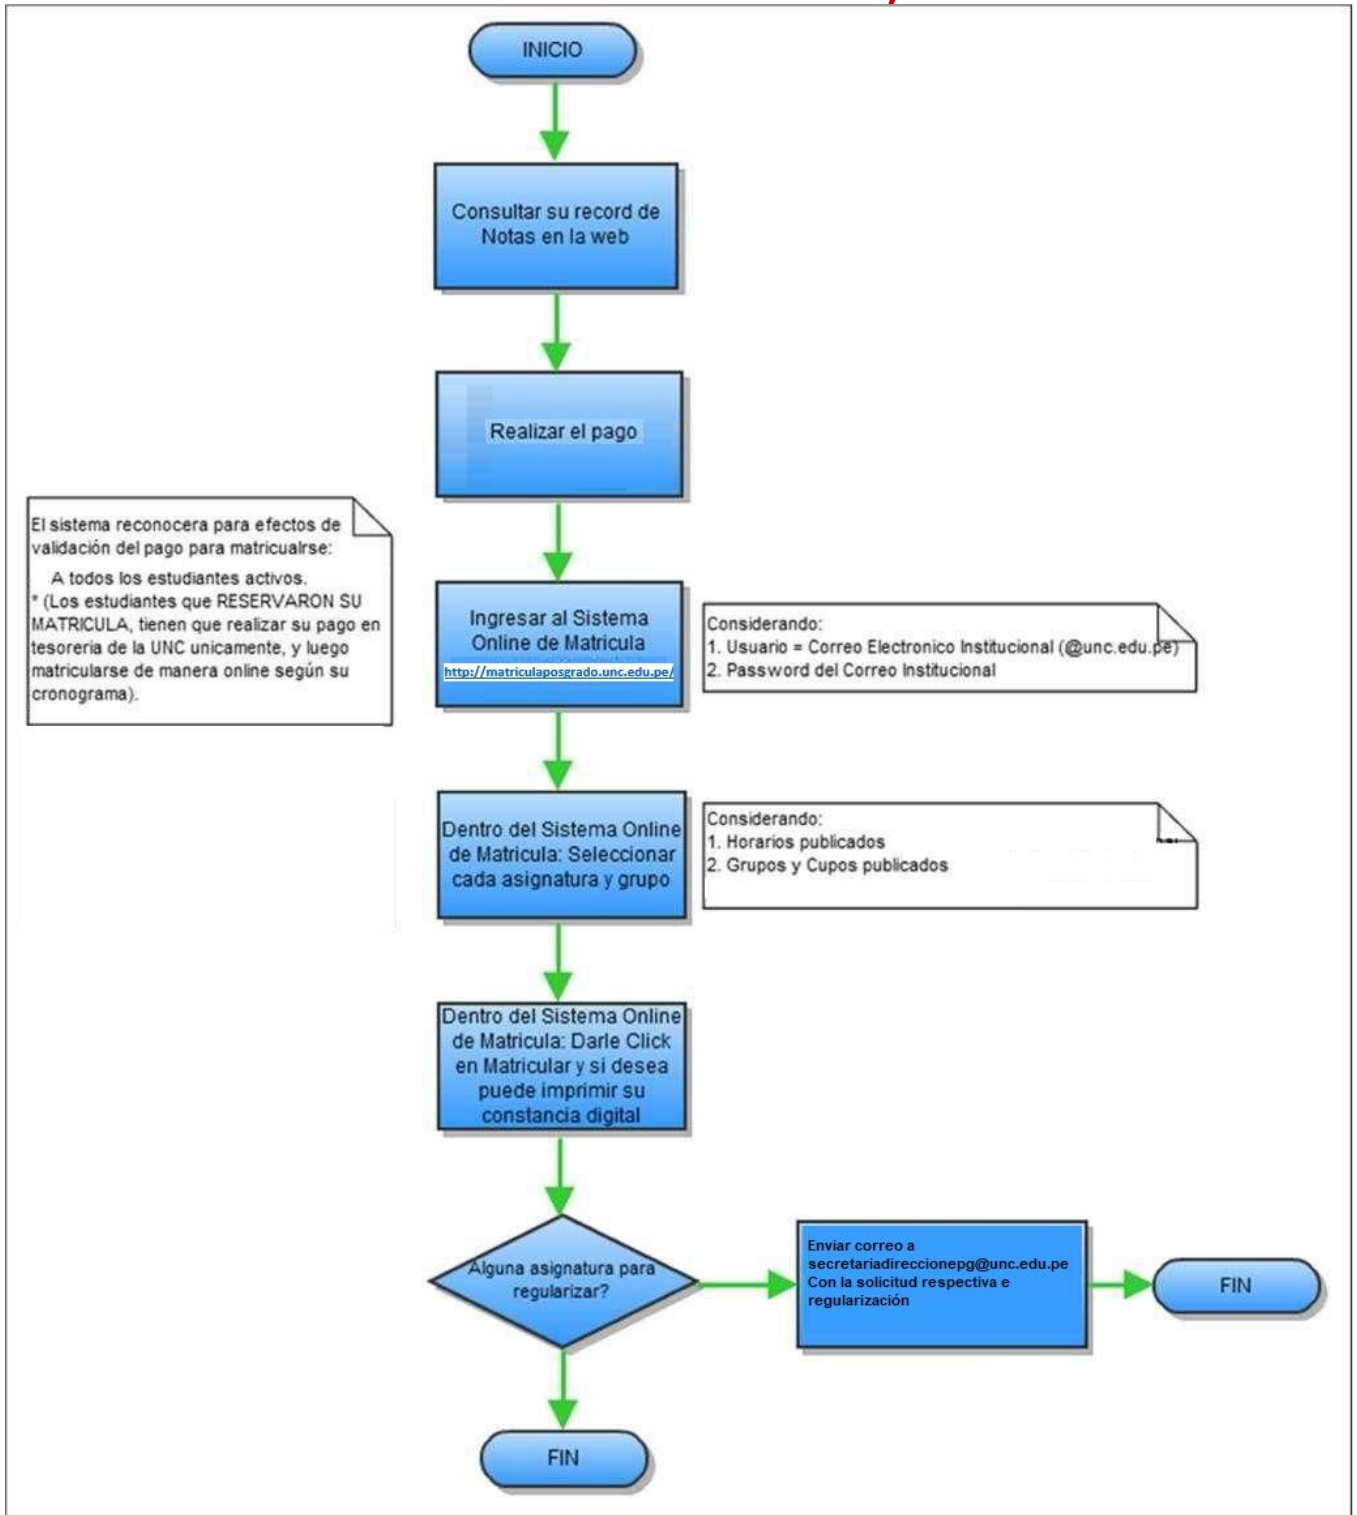 INICIO
Consultar su record de
Notas en la web
Realizar el pago
El sistema reconocera para efectos de
validación del pago para matricualrse:
A todos los estudiantes activos.
* (Los estudiantes que RESERVARON SU
MATRICULA, tienen que realizar su pago en
tesoreria de la UNC unicamente, y luego
matricularse de manera online según su
cronograma).
Ingresar al Sistema
Online de Matricula
http://matriculaposgrado.unc.edu.pe/
Considerando:
1. Usuario = Correo Electronico Institucional (@unc.edu.pe)
2. Password del Correo Institucional
Dentro del Sistema Online
de Matricula: Seleccionar
cada asignatura y grupo
Considerando:
1. Horarios publicados
2. Grupos y Cupos publicados
Dentro del Sistema Online
de Matricula: Darle Click
en Matricular y si desea
puede imprimir su
constancia digital
Alguna asignatura para
regularizar?
Enviar correo a
secretariadireccionepg@unc.edu.pe
Con la solicitud respectiva e
regularización
FIN
FIN